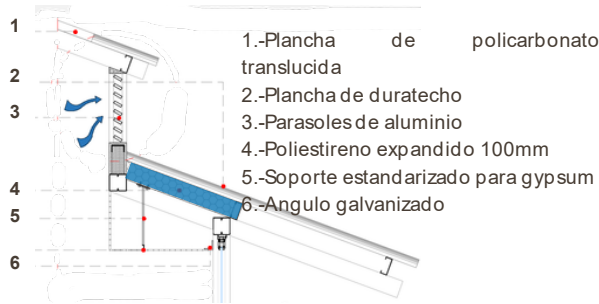 1
2
3
4
5
6
1.-Plancha de policarbonato
translucida
2.-Plancha de duratecho
3.-Parasoles de aluminio
4.-Poliestireno expandido 100mm
5.-Soporte estandarizado para gypsum
6.-Angulo galvanizado